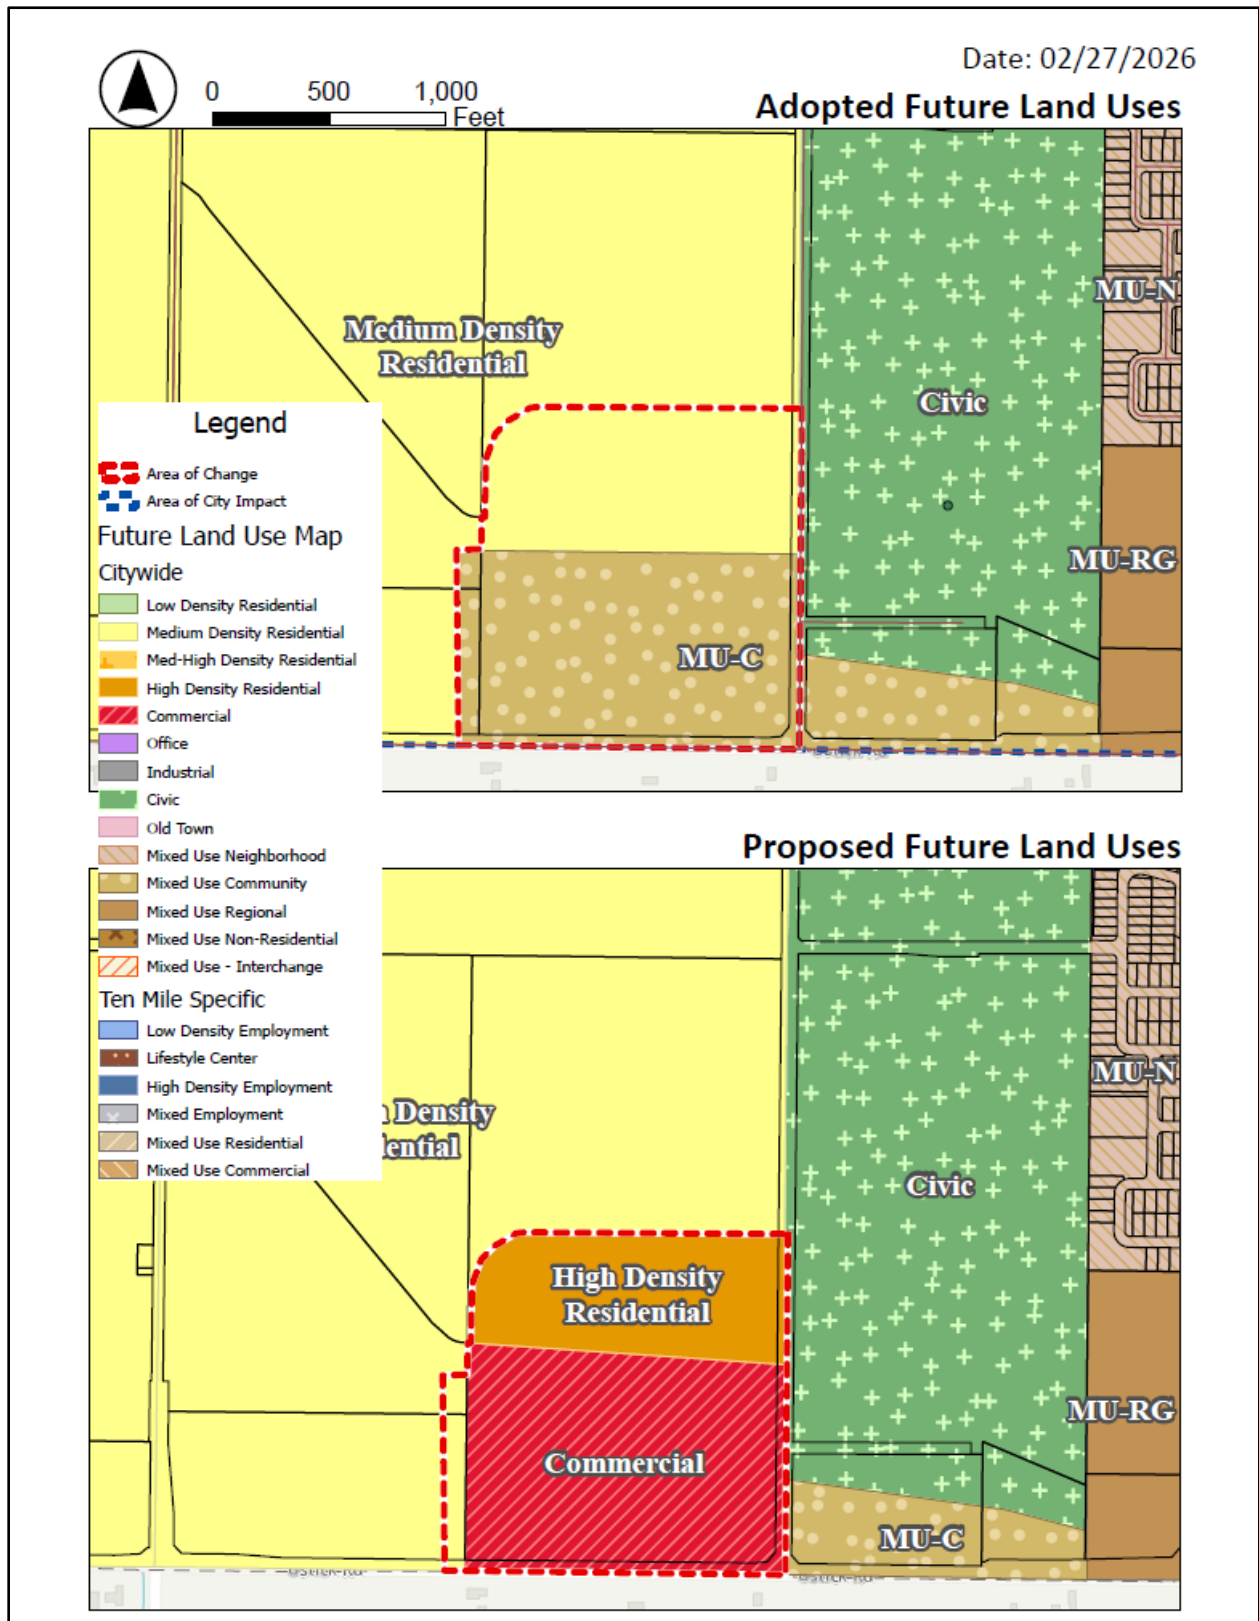 Date: 02/27/2026
0 500 1,000
Feet
Adopted Future Land Uses
Medium Density
Residential
MU-N
Civic
MU-RG
MU-C
Legend
Area of Change
Area of City Impact
Future Land Use Map
Citywide
Low Density Residential
Medium Density Residential
Med-High Density Residential
High Density Residential
Commercial
Office
Industrial
Civic
Old Town
Mixed Use Neighborhood
Mixed Use Community
Mixed Use Regional
Mixed Use Non-Residential
Mixed Use - Interchange
Ten Mile Specific
Low Density Employment
Lifestyle Center
High Density Employment
Mixed Employment
Mixed Use Residential
Mixed Use Commercial
Proposed Future Land Uses
Density
ential
MU-N
Civic
High Density
Residential
MU-RG
Commercial
MU-C